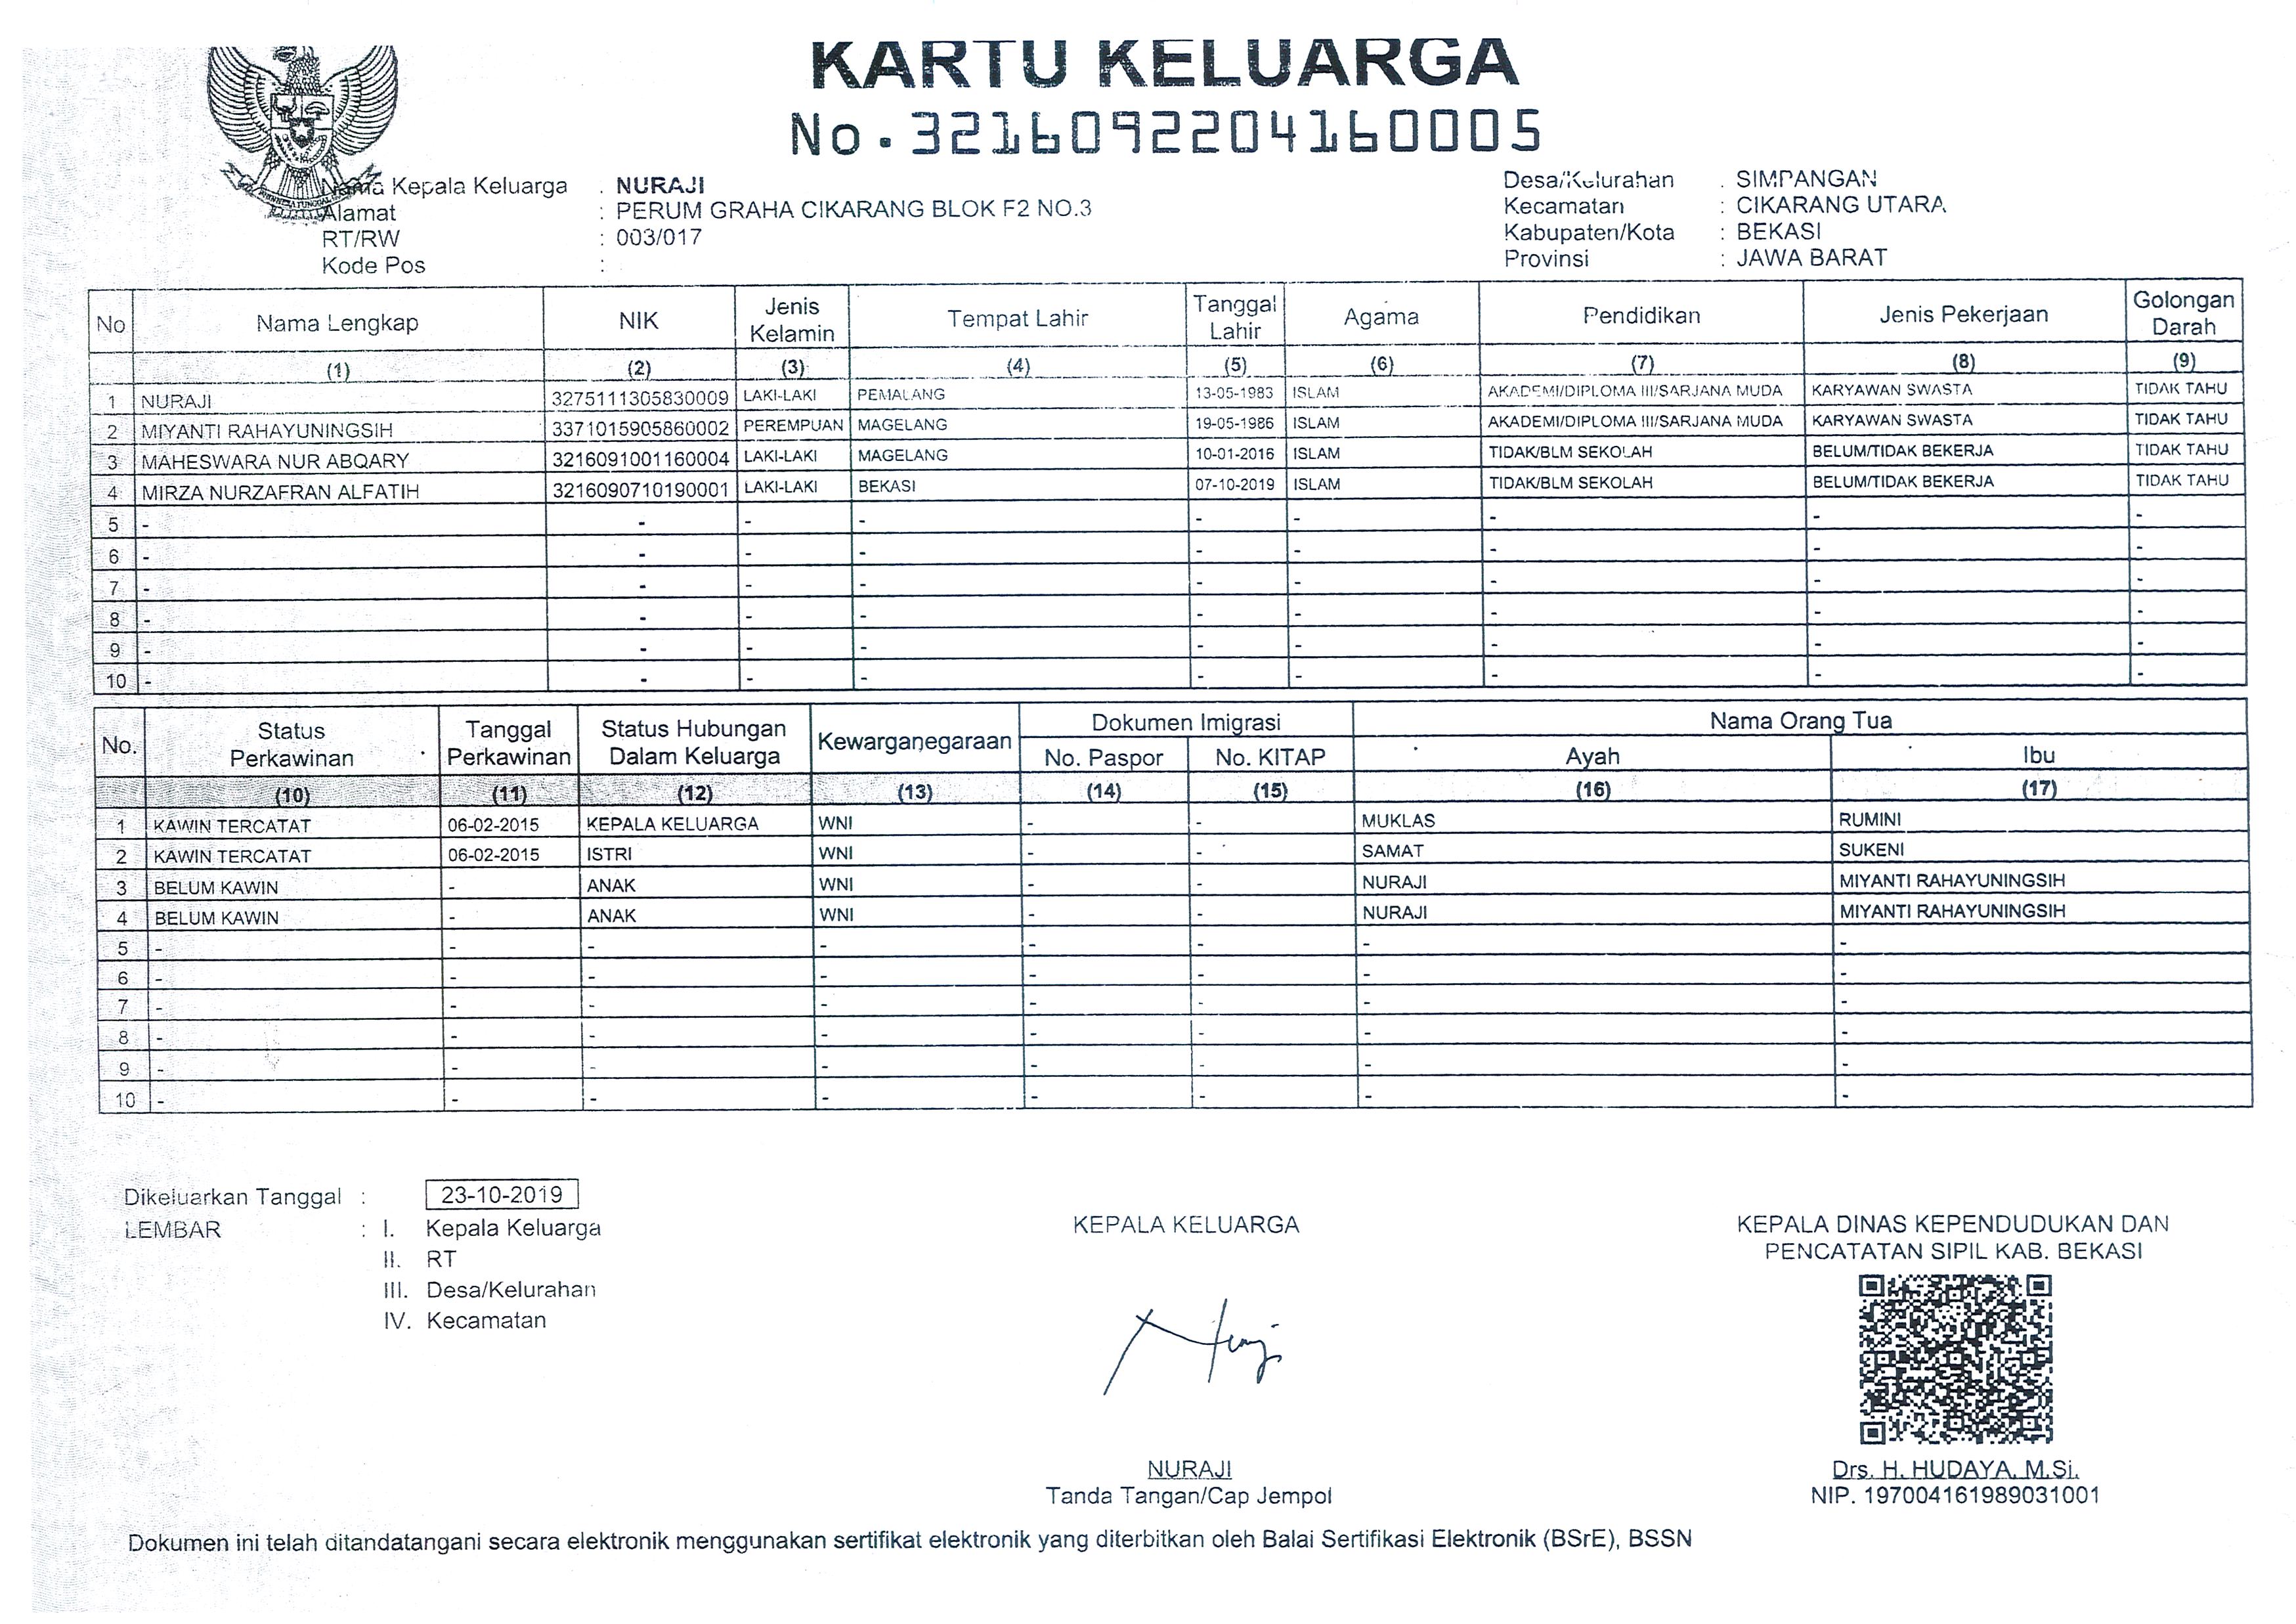 KARTU KELUARGA
No. 3216092204160005
Nama Kepala Keluarga : NURAJI
Alamat : PERUM GRAHA CIKARANG BLOK F2 NO.3
RT/RW : 003/017
Kode Pos :
Desa/Kelurahan : SIMPANGAN
Kecamatan : CIKARANG UTARA
Kabupaten/Kota : BEKASI
Provinsi : JAWA BARAT
No Nama Lengkap NIK Jenis Kelamin Tempat Lahir Tanggal Lahir Agama Pendidikan Jenis Pekerjaan Golongan Darah
(1) (2) (3) (4) (5) (6) (7) (8) (9)
1 NURAJI 3275111305830009 LAKI-LAKI PEMALANG 13-05-1983 ISLAM AKADEMI/DIPLOMA III/SARJANA MUDA KARYAWAN SWASTA TIDAK TAHU
2 MIYANTI RAHAYUNINGSIH 3371015905860002 PEREMPUAN MAGELANG 19-05-1986 ISLAM AKADEMI/DIPLOMA III/SARJANA MUDA KARYAWAN SWASTA TIDAK TAHU
3 MAHESWARA NUR ABQARY 3216091001160004 LAKI-LAKI MAGELANG 10-01-2016 ISLAM TIDAK/BLM SEKOLAH BELUM/TIDAK BEKERJA TIDAK TAHU
4 MIRZA NURZAFRAN ALFATIH 3216090710190001 LAKI-LAKI BEKASI 07-10-2019 ISLAM TIDAK/BLM SEKOLAH BELUM/TIDAK BEKERJA TIDAK TAHU
5 - - - - - - - - -
6 - - - - - - - - -
7 - - - - - - - - -
8 - - - - - - - - -
9 - - - - - - - - -
10 - - - - - - - - -
No. Status Perkawinan Tanggal Perkawinan Status Hubungan Dalam Keluarga Kewarganegaraan Dokumen Imigrasi Nama Orang Tua
No. Paspor No. KITAP Ayah Ibu
(10) (11) (12) (13) (14) (15) (16) (17)
1 KAWIN TERCATAT 06-02-2015 KEPALA KELUARGA WNI - - MUKLAS RUMINI
2 KAWIN TERCATAT 06-02-2015 ISTRI WNI - - SAMAT SUKENI
3 BELUM KAWIN - ANAK WNI - - NURAJI MIYANTI RAHAYUNINGSIH
4 BELUM KAWIN - ANAK WNI - - NURAJI MIYANTI RAHAYUNINGSIH
5 - - - - - - - -
6 - - - - - - - -
7 - - - - - - - -
8 - - - - - - - -
9 - - - - - - - -
10 - - - - - - - -
Dikeluarkan Tanggal : 23-10-2019
LEMBAR : I. Kepala Keluarga
II. RT
III. Desa/Kelurahan
IV. Kecamatan
KEPALA KELUARGA
NURAJI
Tanda Tangan/Cap Jempol
KEPALA DINAS KEPENDUDUKAN DAN
PENCATATAN SIPIL KAB. BEKASI
Drs. H. HUDAYA, M.Si.
NIP. 197004161989031001
Dokumen ini telah ditandatangani secara elektronik menggunakan sertifikat elektronik yang diterbitkan oleh Balai Sertifikasi Elektronik (BSrE), BSSN